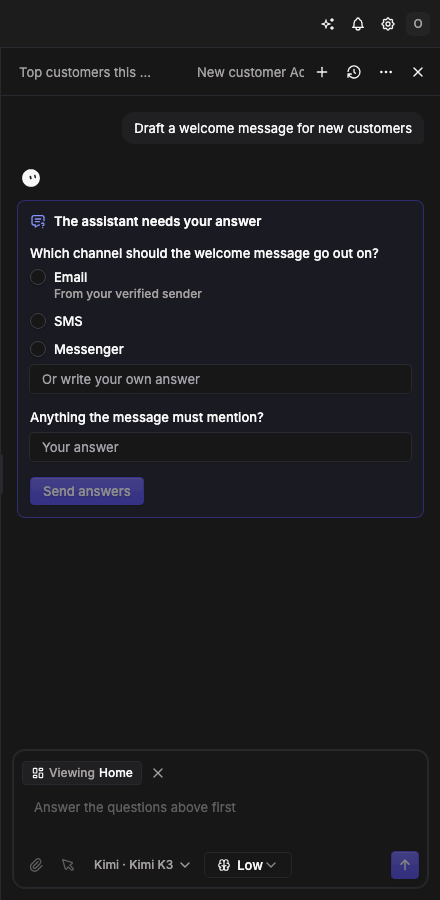 O
Top customers this ...
New customer Ac
Draft a welcome message for new customers
The assistant needs your answer
Which channel should the welcome message go out on?
Email
From your verified sender
SMS
Messenger
Or write your own answer
Anything the message must mention?
Your answer
Send answers
Viewing Home
Answer the questions above first
Kimi · Kimi K3
Low